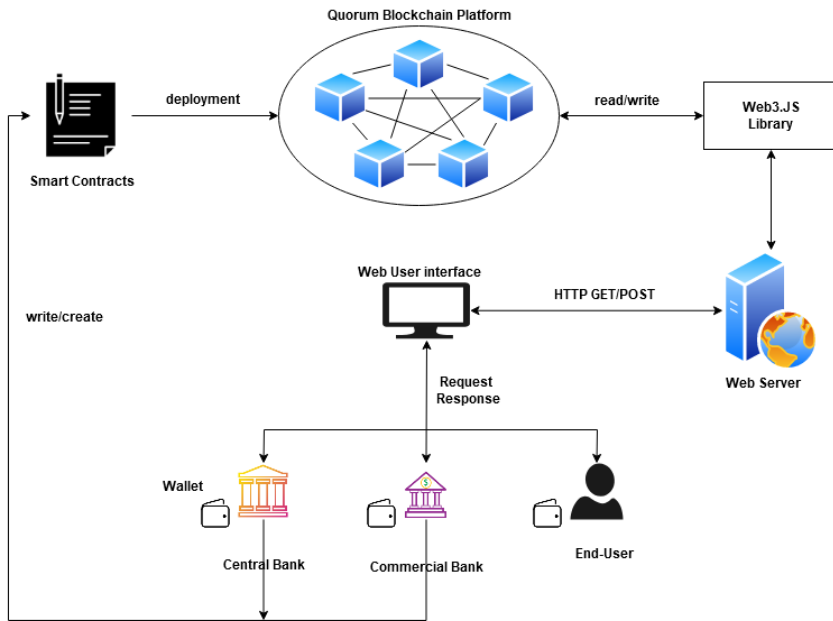 Quorum Blockchain Platform
deployment
read/write
Web3.JS
Library
Smart Contracts
Web User interface
HTTP GET/POST
write/create
Web Server
Request
Response
Wallet
$
Central Bank
Commercial Bank
End-User